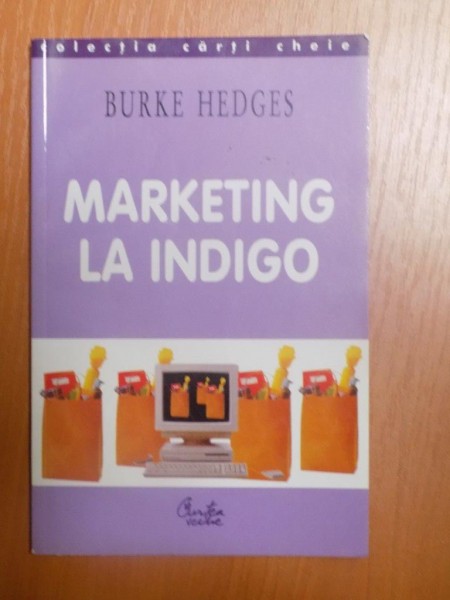 colecția cărți cheie
BURKE HEDGES
MARKETING
LA INDIGO
Curtea
veche